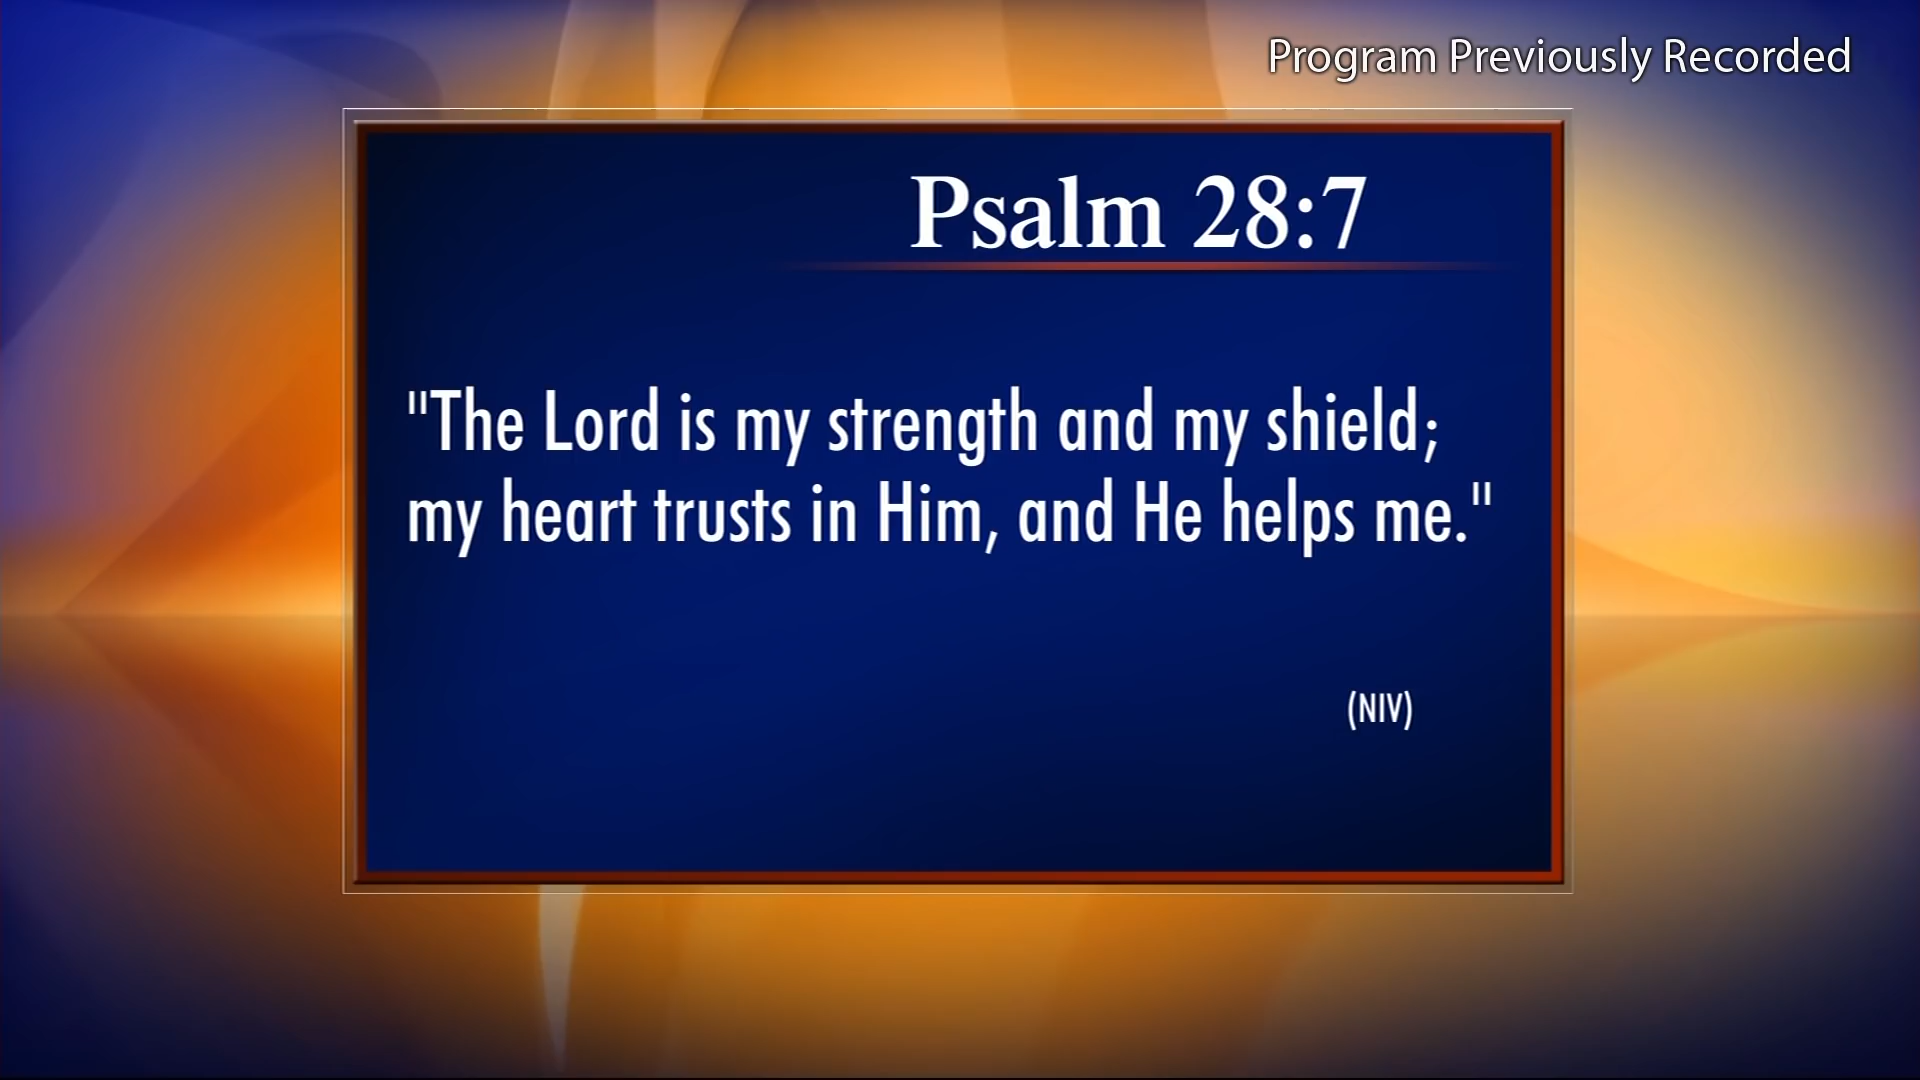 Program Previously Recorded
Psalm 28:7
"The Lord is my strength and my shield;
my heart trusts in Him, and He helps me."
(NIV)